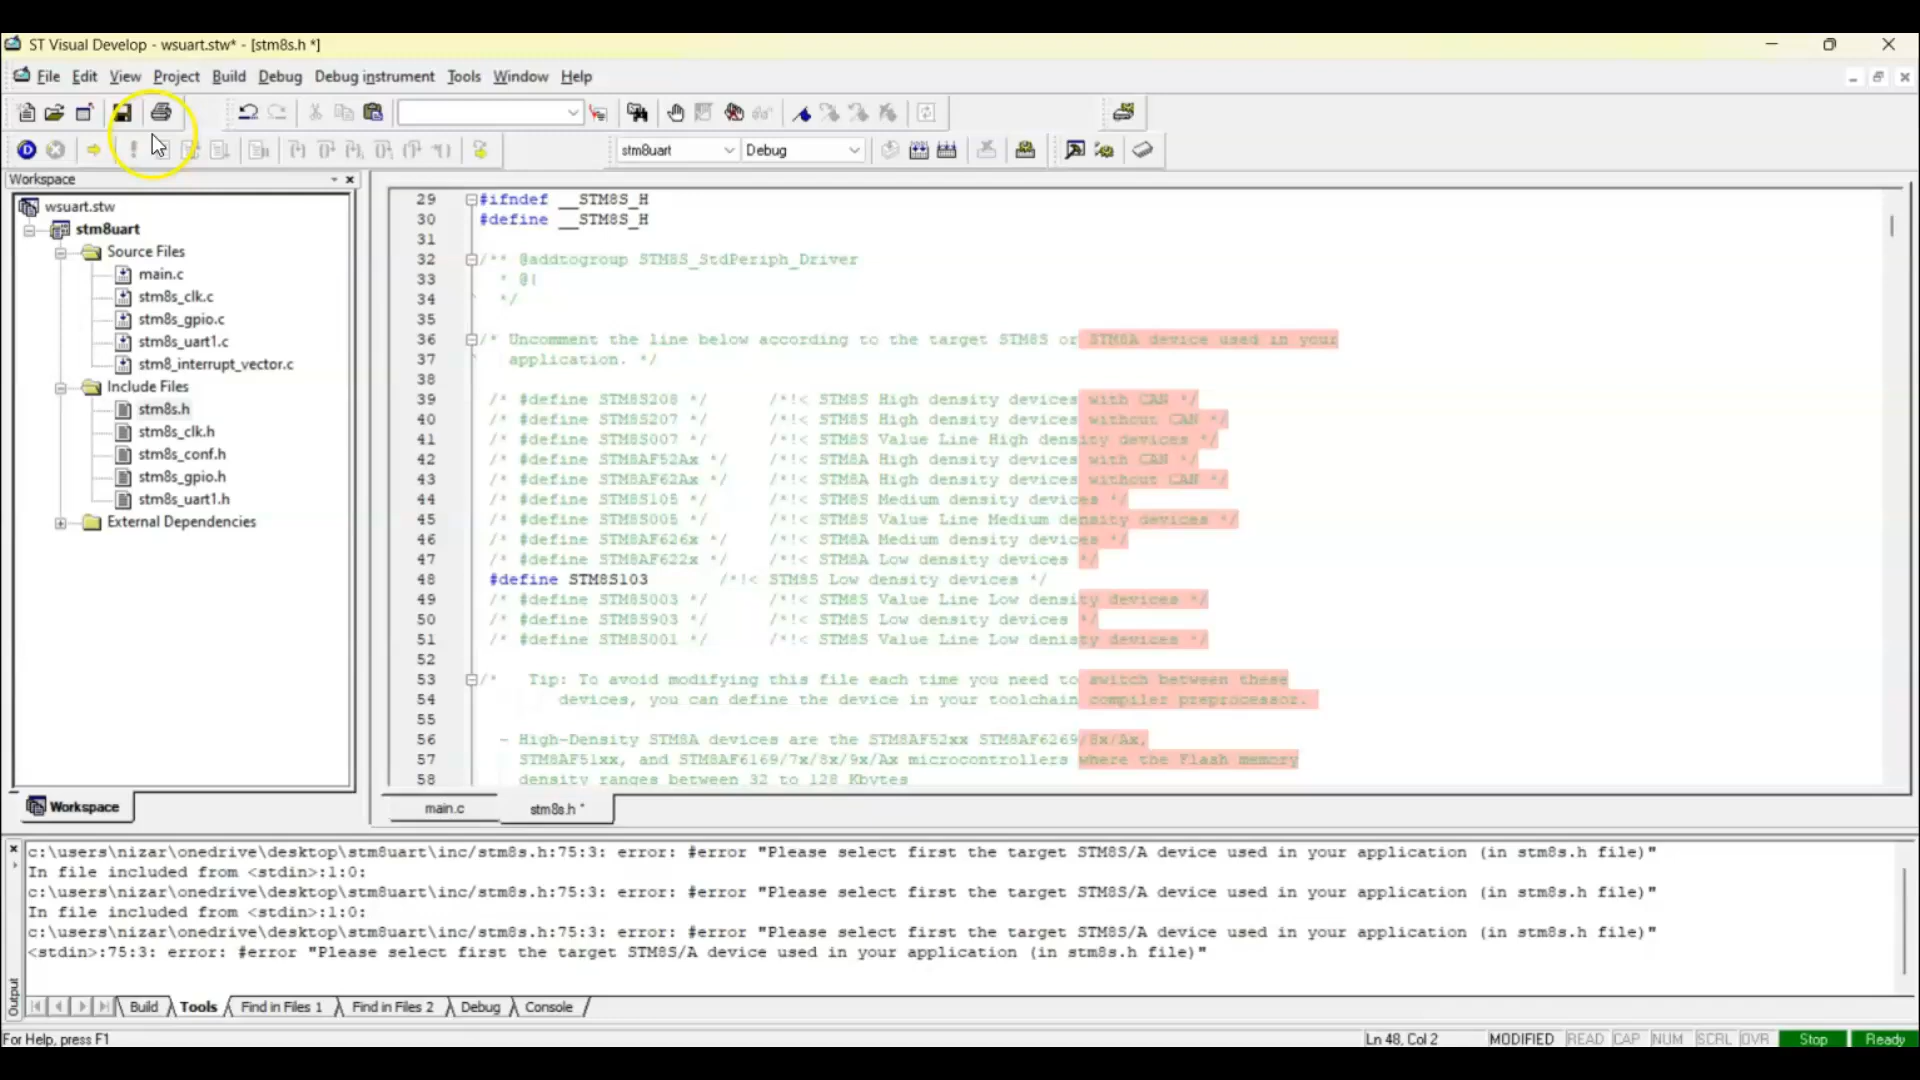 ST Visual Develop - wsuart.stw* - [stm8s.h *]
File Edit View Project Build Debug Debug instrument Tools Window Help
stm8uart Debug
Workspace
wsuart.stw
stm8uart
Source Files
main.c
stm8s_clk.c
stm8s_gpio.c
stm8s_uart1.c
stm8_interrupt_vector.c
Include Files
stm8s.h
stm8s_clk.h
stm8s_conf.h
stm8s_gpio.h
stm8s_uart1.h
External Dependencies
Workspace
29 #ifndef __STM8S_H
30 #define __STM8S_H
31
32 /** @addtogroup STM8S_StdPeriph_Driver
33 * @{
34 */
35
36 /* Uncomment the line below according to the target STM8S or STM8A device used in your
37 application. */
38
39 /* #define STM8S208 */ /*!< STM8S High density devices with CAN */
40 /* #define STM8S207 */ /*!< STM8S High density devices without CAN */
41 /* #define STM8S007 */ /*!< STM8S Value Line High density devices */
42 /* #define STM8AF52Ax */ /*!< STM8A High density devices with CAN */
43 /* #define STM8AF62Ax */ /*!< STM8A High density devices without CAN */
44 /* #define STM8S105 */ /*!< STM8S Medium density devices */
45 /* #define STM8S005 */ /*!< STM8S Value Line Medium density devices */
46 /* #define STM8AF626x */ /*!< STM8A Medium density devices */
47 /* #define STM8AF622x */ /*!< STM8A Low density devices */
48 #define STM8S103 /*!< STM8S Low density devices */
49 /* #define STM8S003 */ /*!< STM8S Value Line Low density devices */
50 /* #define STM8S903 */ /*!< STM8S Low density devices */
51 /* #define STM8S001 */ /*!< STM8S Value Line Low denisty devices */
52
53 /* Tip: To avoid modifying this file each time you need to switch between these
54 devices, you can define the device in your toolchain compiler preprocessor.
55
56 - High-Density STM8A devices are the STM8AF52xx STM8AF6269/8x/Ax,
57 STM8AF51xx, and STM8AF6169/7x/8x/9x/Ax microcontrollers where the Flash memory
58 density ranges between 32 to 128 Kbytes
main.c stm8s.h *
c:\users\nizar\onedrive\desktop\stm8uart\inc/stm8s.h:75:3: error: #error "Please select first the target STM8S/A device used in your application (in stm8s.h file)"
In file included from <stdin>:1:0:
c:\users\nizar\onedrive\desktop\stm8uart\inc/stm8s.h:75:3: error: #error "Please select first the target STM8S/A device used in your application (in stm8s.h file)"
In file included from <stdin>:1:0:
c:\users\nizar\onedrive\desktop\stm8uart\inc/stm8s.h:75:3: error: #error "Please select first the target STM8S/A device used in your application (in stm8s.h file)"
<stdin>:75:3: error: #error "Please select first the target STM8S/A device used in your application (in stm8s.h file)"
Output
Build Tools Find in Files 1 Find in Files 2 Debug Console
For Help, press F1 Ln 48, Col 2 MODIFIED READ CAP NUM SCRL OVR Stop Ready